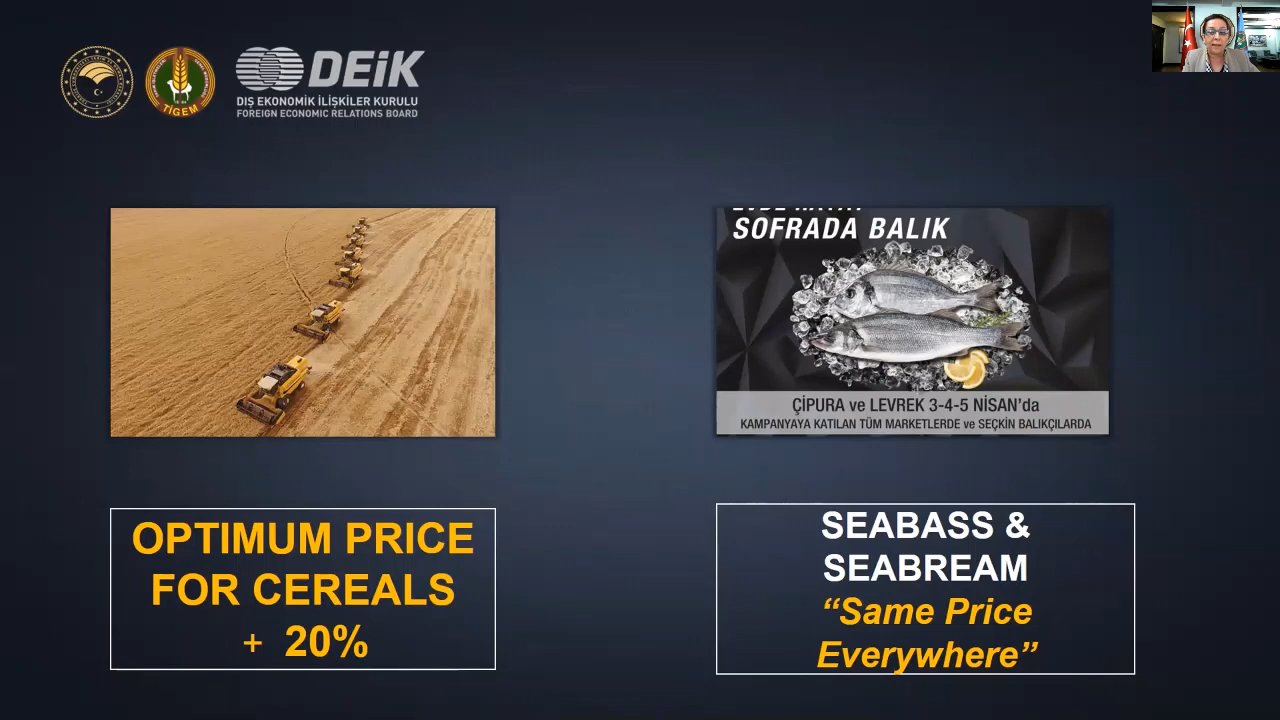 TİGEM
DEİK
DIŞ EKONOMİK İLİŞKİLER KURULU
FOREIGN ECONOMIC RELATIONS BOARD
SOFRADA BALIK
ÇİPURA ve LEVREK 3-4-5 NİSAN'da
KAMPANYAYA KATILAN TÜM MARKETLERDE ve SEÇKİN BALIKÇILARDA
OPTIMUM PRICE
FOR CEREALS
+ 20%
SEABASS &
SEABREAM
“Same Price
Everywhere”